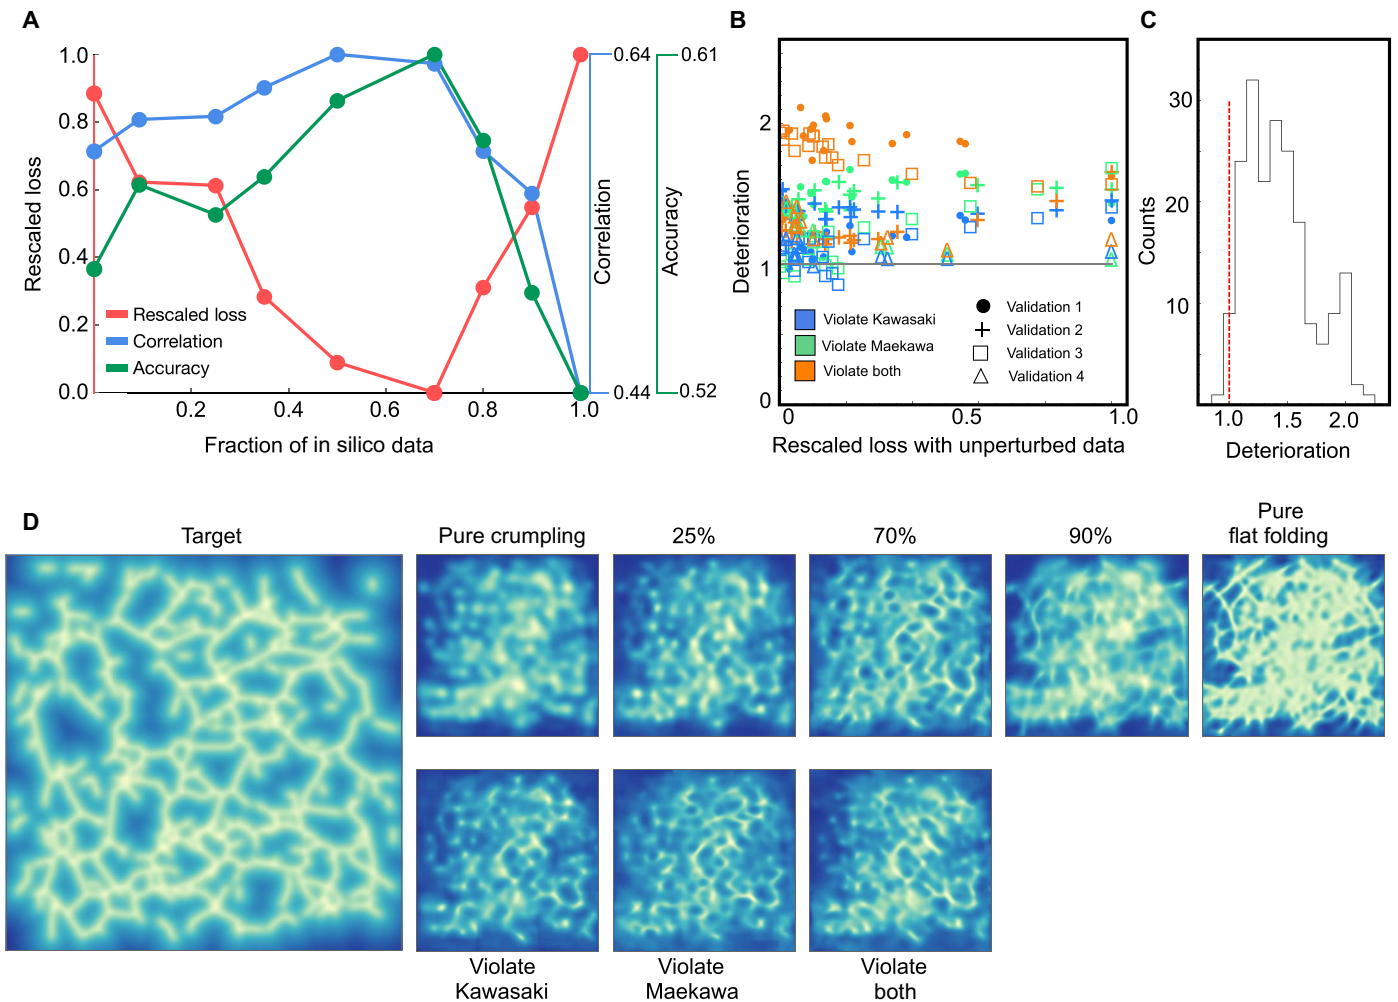 A
1.0
0.8
0.6
0.4
0.2
0.0
Rescaled loss
Rescaled loss
Correlation
Accuracy
0.2
0.4
0.6
0.8
1.0
Fraction of in silico data
0.64
0.44
Correlation
0.61
0.52
Accuracy
B
2
1
0
Deterioration
Violate Kawasaki
Violate Maekawa
Violate both
Validation 1
Validation 2
Validation 3
Validation 4
0
0.5
1.0
Rescaled loss with unperturbed data
C
30
20
10
Counts
1.0
1.5
2.0
Deterioration
D
Target
Pure crumpling
25%
70%
90%
Pure
flat folding
Violate
Kawasaki
Violate
Maekawa
Violate
both